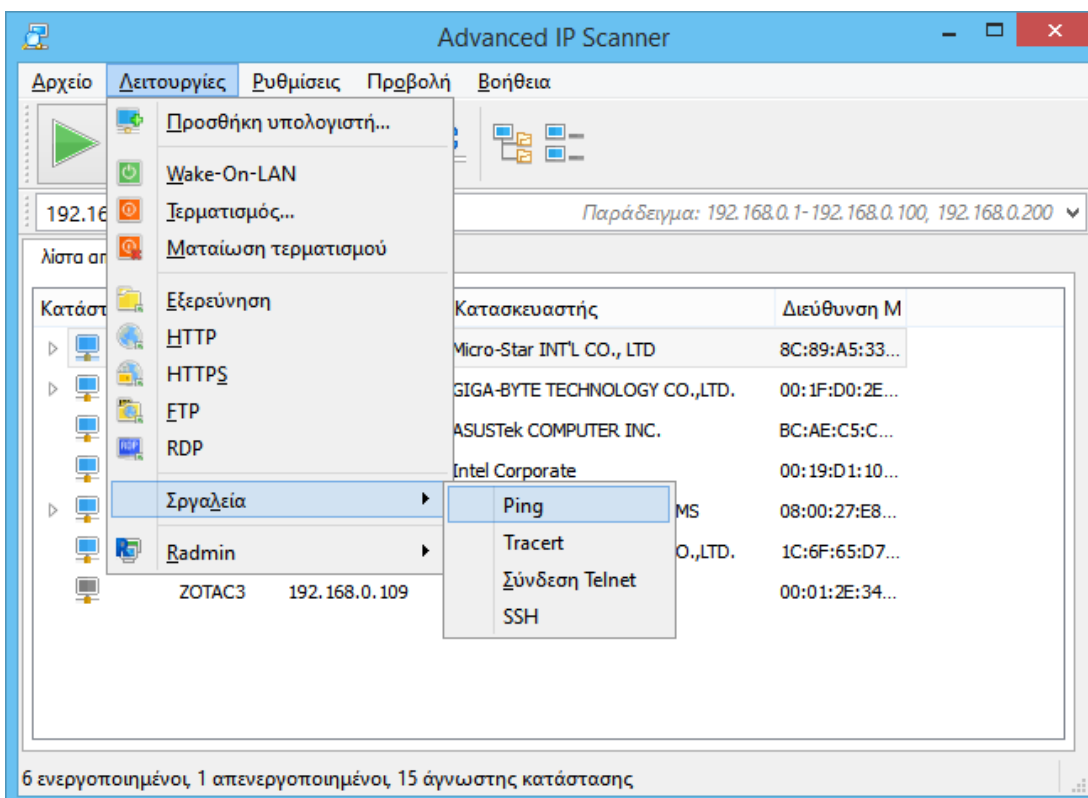 Advanced IP Scanner
Αρχείο Λειτουργίες Ρυθμίσεις Προβολή Βοήθεια
Προσθήκη υπολογιστή...
Wake-On-LAN
192.16 Τερματισμός... Παράδειγμα: 192.168.0.1-192.168.0.100, 192.168.0.200
Ματαίωση τερματισμού
λίστα
Εξερεύνηση
Κατάστ Κατασκευαστής Διεύθυνση M
HTTP
Micro-Star INT'L CO., LTD 8C:89:A5:33...
HTTPS
GIGA-BYTE TECHNOLOGY CO.,LTD. 00:1F:D0:2E...
FTP
ASUSTek COMPUTER INC. BC:AE:C5:C...
RDP
Intel Corporate 00:19:D1:10...
Σργαλεία
Ping
MS 08:00:27:E8...
Radmin
Tracert
O.,LTD. 1C:6F:65:D7...
Σύνδεση Telnet
ZOTAC3 192.168.0.109 00:01:2E:34...
SSH
6 ενεργοποιημένοι, 1 απενεργοποιημένοι, 15 άγνωστης κατάστασης